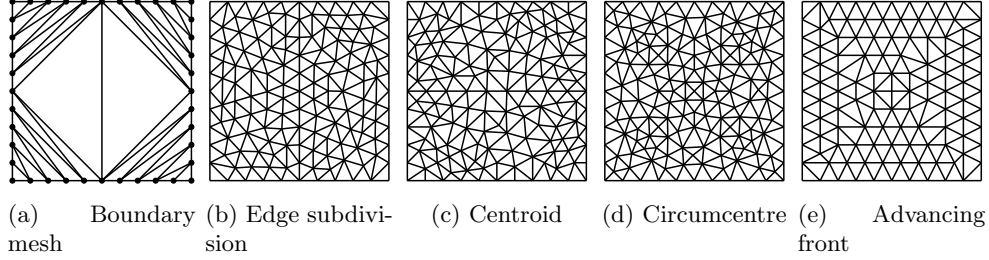 (a) Boundary mesh
(b) Edge subdivi-
sion
(c) Centroid
(d) Circumcentre
(e) Advancing front